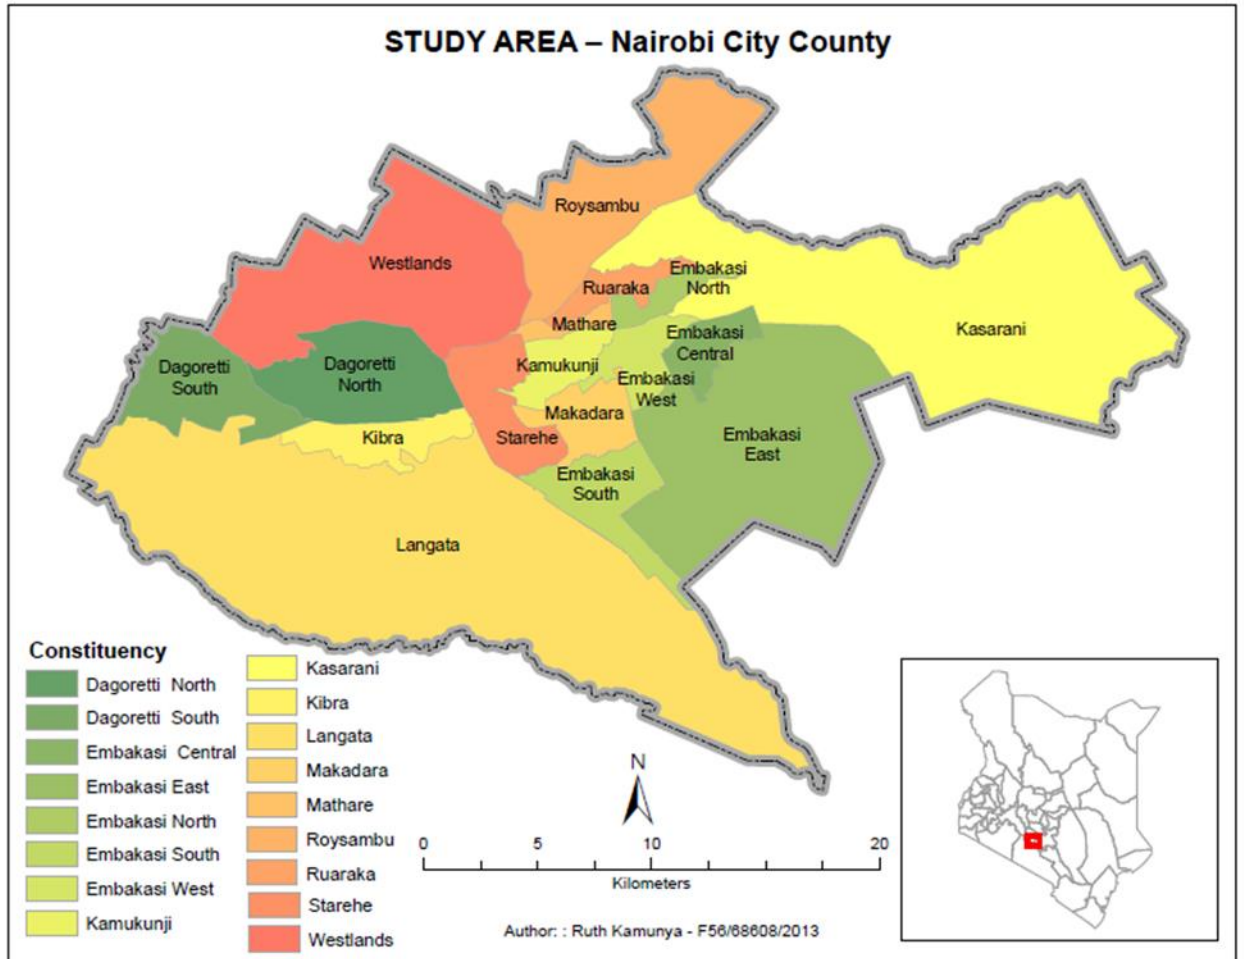 STUDY AREA – Nairobi City County
Roysambu
Westlands
Ruaraka
Embakasi
North
Kasarani
Mathare
Embakasi
Central
Dagoretti
South
Dagoretti
North
Kamukunji
Embakasi
West
Makadara
Kibra
Starehe
Embakasi
East
Embakasi
South
Langata
Constituency
Dagoretti North
Dagoretti South
Embakasi Central
Embakasi East
Embakasi North
Embakasi South
Embakasi West
Kamukunji
Kasarani
Kibra
Langata
Makadara
Mathare
Roysambu
Ruaraka
Starehe
Westlands
N
0 5 10 20
Kilometers
Author: : Ruth Kamunya - F56/68608/2013